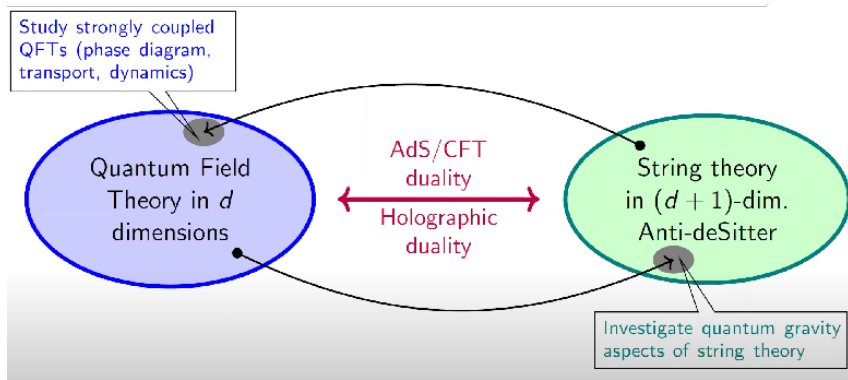 Study strongly coupled
QFTs (phase diagram,
transport, dynamics)
Quantum Field
Theory in d
dimensions
AdS/CFT
duality
Holographic
duality
String theory
in (d + 1)-dim.
Anti-deSitter
Investigate quantum gravity
aspects of string theory